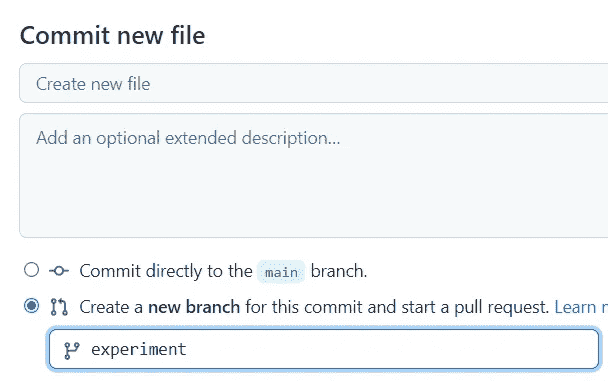 Commit new file
Create new file
Add an optional extended description...
Commit directly to the main branch.
Create a new branch for this commit and start a pull request. Learn
experiment